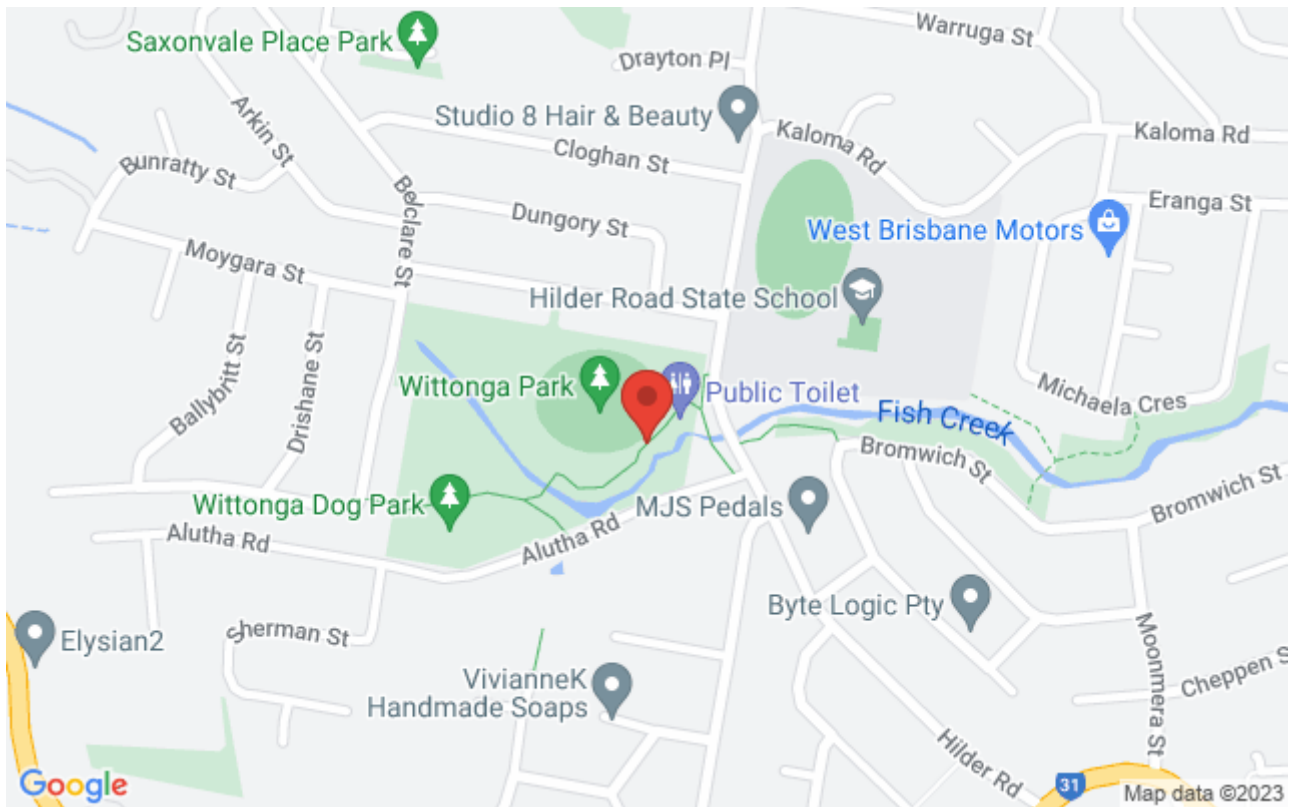 Saxonvale Place Park
Warruga St
Drayton Pl
Studio 8 Hair & Beauty
Arkin St
Cloghan St
Kaloma Rd
Kaloma Rd
Bunratty St
Belclare St
Dungory St
Eranga St
West Brisbane Motors
Moygara St
Hilder Road State School
Ballybritt St
Drishane St
Wittonga Park
Public Toilet
Michaela Cres
Fish Creek
Bromwich St
Wittonga Dog Park
MJS Pedals
Bromwich St
Alutha Rd
Alutha Rd
Byte Logic Pty
Sherman St
Elysian2
Moonmera St
Cheppen S
VivianneK
Handmade Soaps
Hilder Rd
31
Google
Map data ©2023